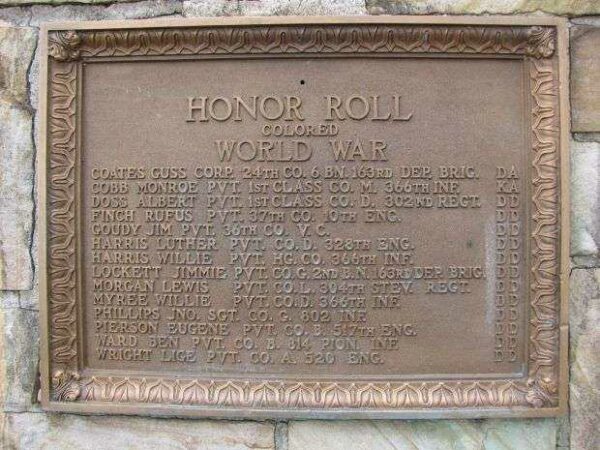 HONOR ROLL
COLORED
WORLD WAR
COATES GUSS CORP. 24TH CO. 6 BN. 163RD DEP. BRIG. DA
COBB MONROE PVT. 1ST CLASS CO. M. 366TH INF. KA
DOSS ALBERT PVT. 1ST CLASS CO. D. 302ND REGT. DD
FINCH RUFUS PVT. 37TH CO. 10TH ENG. DD
GOUDY JIM PVT. 36TH CO. V. C. DD
HARRIS LUTHER PVT. CO. D. 328TH ENG. DD
HARRIS WILLIE PVT. HG. CO. 366TH INF. DD
LOCKETT JIMMIE PVT. CO. G. 2ND B.N. 163RD DEP. BRIG. DD
MORGAN LEWIS PVT. CO. L. 304TH STEV. REGT. DD
MYREE WILLIE PVT. CO. D. 366TH INF. DD
PHILLIPS JNO. SGT. CO. G. 802 INF. DD
PIERSON EUGENE PVT. CO. B. 517TH ENG. DD
WARD BEN PVT. CO. B. 814 PION. INF. DD
WRIGHT LIGE PVT. CO. A. 520 ENG. DD